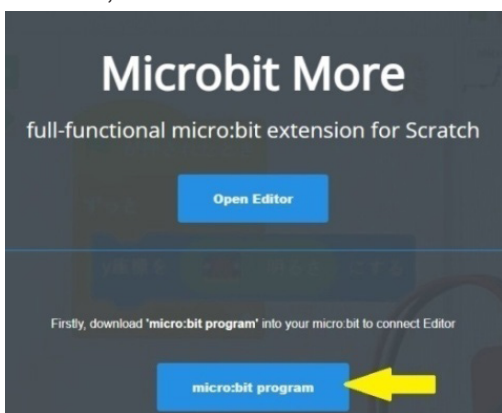 Microbit More
full-functional micro:bit extension for Scratch
Open Editor
Firstly, download 'micro:bit program' into your micro:bit to connect Editor
micro:bit program